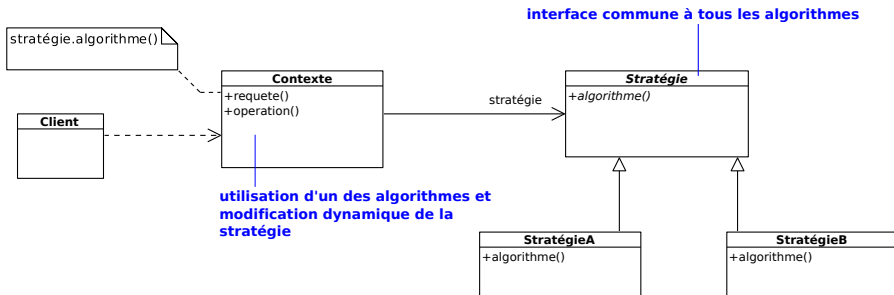 interface commune à tous les algorithmes
stratégie.algorithme()
Contexte
+requete()
+operation()
Stratégie
+algorithme()
stratégie
Client
utilisation d'un des algorithmes et
modification dynamique de la
stratégie
StratégieA
+algorithme()
StratégieB
+algorithme()